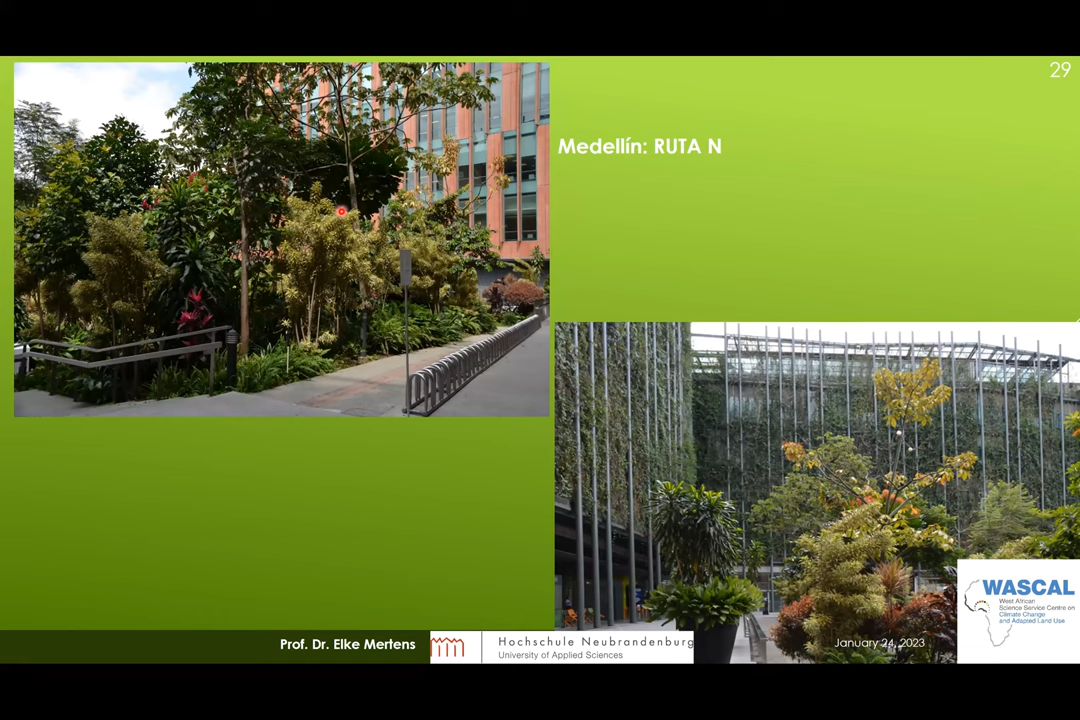 29
Medellín: RUTA N
WASCAL
West African
Science Service Centre on
Climate Change
and Adapted Land Use
January 24, 2023
Prof. Dr. Elke Mertens
Hochschule Neubrandenburg
University of Applied Sciences